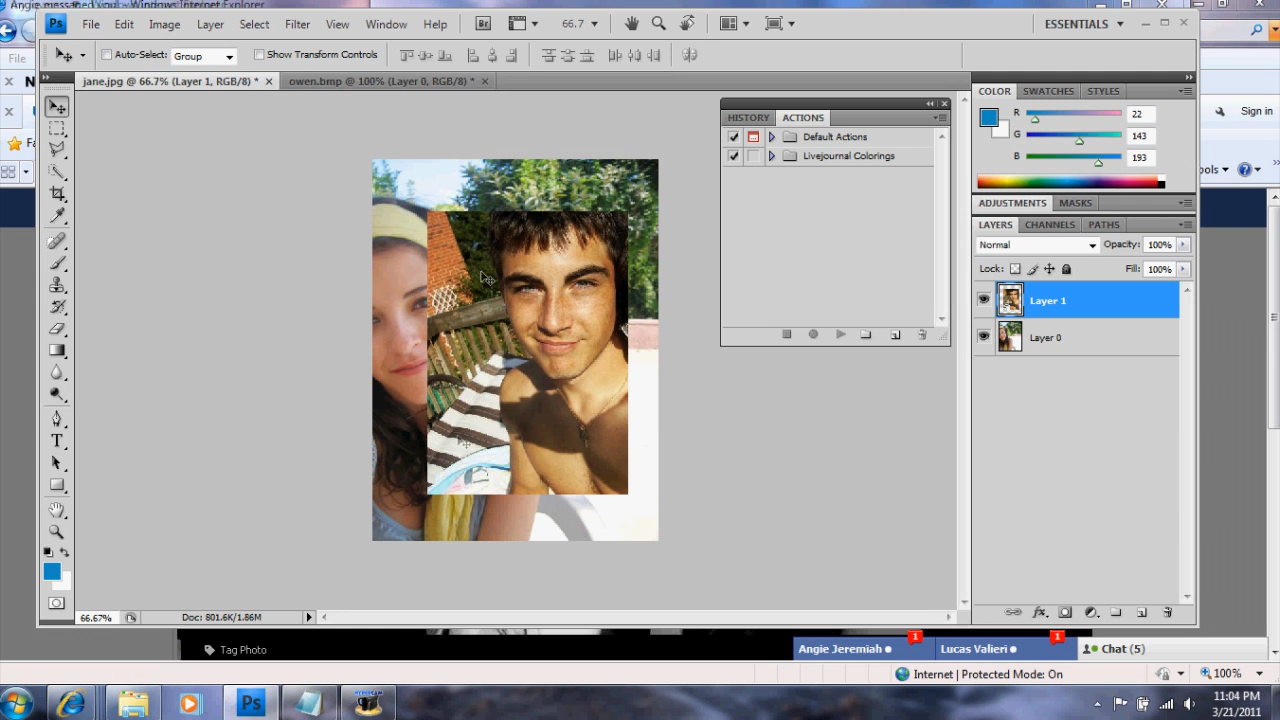 Angie messaged you! - Windows Internet Explorer
Ps File Edit Image Layer Select Filter Analysis View Window Help Br 66.7 ESSENTIALS
File
Auto-Select: Group Show Transform Controls
jane.jpg @ 66.7% (Layer 1, RGB/8) * owen.bmp @ 100% (Layer 0, RGB/8) *
COLOR SWATCHES STYLES
R 22
G 143
B 193
Sign in
HISTORY ACTIONS
Default Actions
Livejournal Colorings
ADJUSTMENTS MASKS
LAYERS CHANNELS PATHS
Normal Opacity: 100%
Lock: Fill: 100%
Layer 1
Layer 0
66.67% Doc: 801.6K/1.86M
Tag Photo
Angie Jeremiah 1 Lucas Valieri 1 Chat (5)
Internet | Protected Mode: On 100%
Ps
11:04 PM
3/21/2011